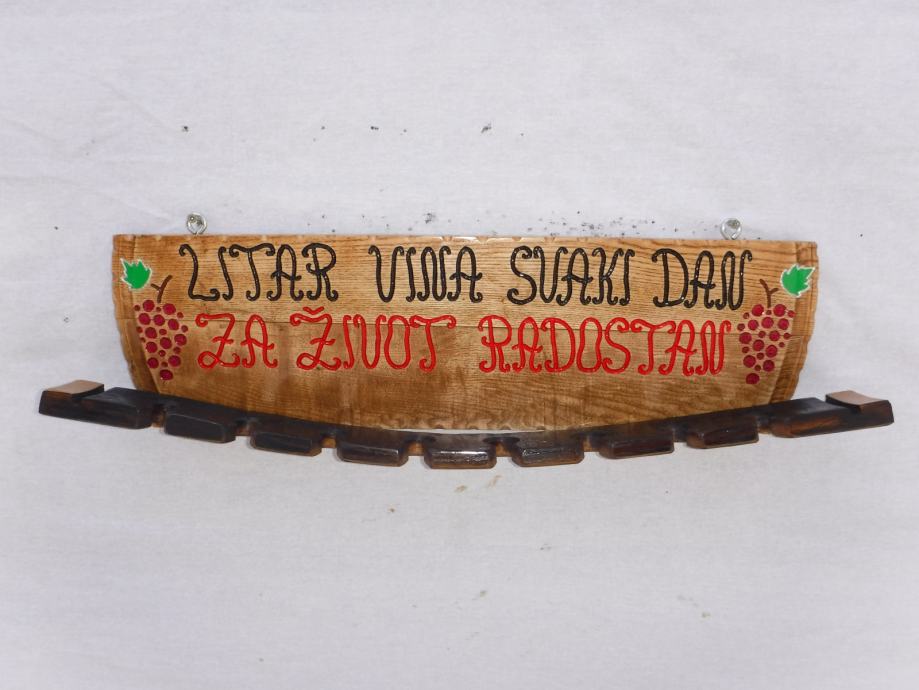 LITAR VINA SVAKI DAN
ZA ŽIVOT RADOSTAN